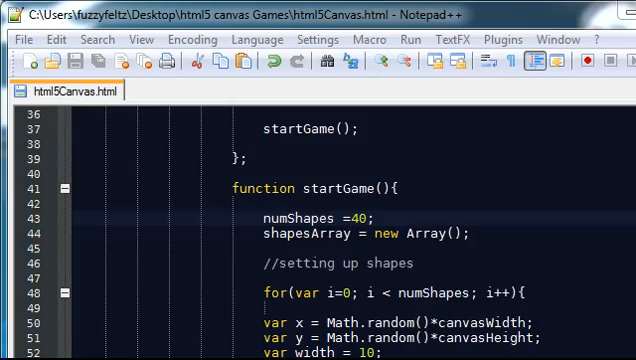 C:\Users\fuzzyfeltz\Desktop\html5 canvas Games\html5Canvas.html - Notepad++
File Edit Search View Encoding Language Settings Macro Run TextFX Plugins Window ?
html5Canvas.html
36
37 startGame();
38
39 };
40
41 function startGame(){
42
43 numShapes =40;
44 shapesArray = new Array();
45
46 //setting up shapes
47
48 for(var i=0; i < numShapes; i++){
49
50 var x = Math.random()*canvasWidth;
51 var y = Math.random()*canvasHeight;
52 var width = 10;